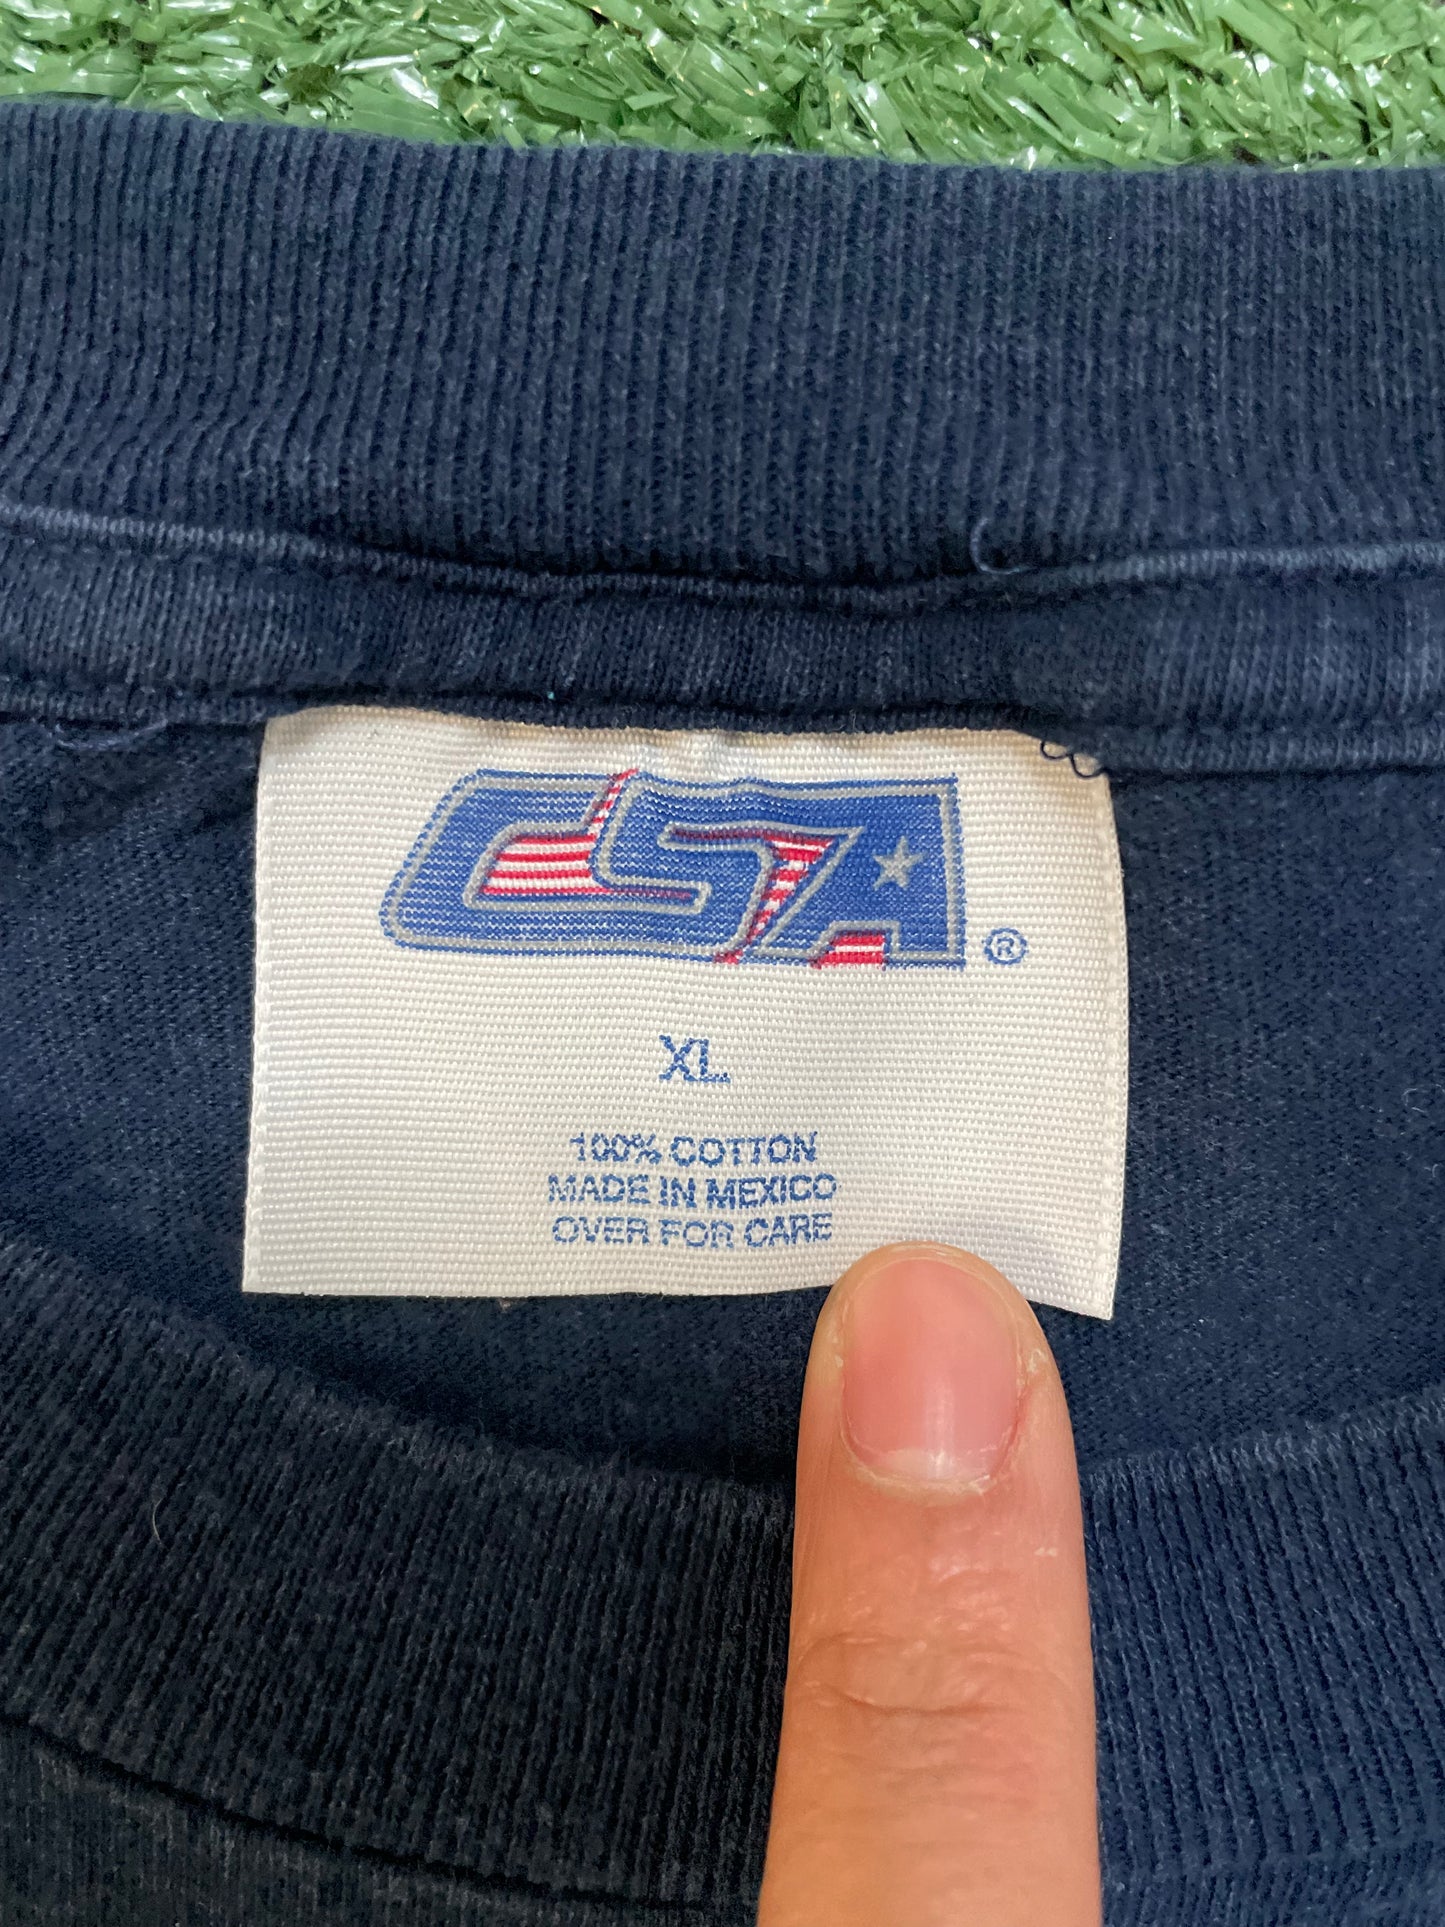 CSA ®
XL
100% COTTON
MADE IN MEXICO
OVER FOR CARE